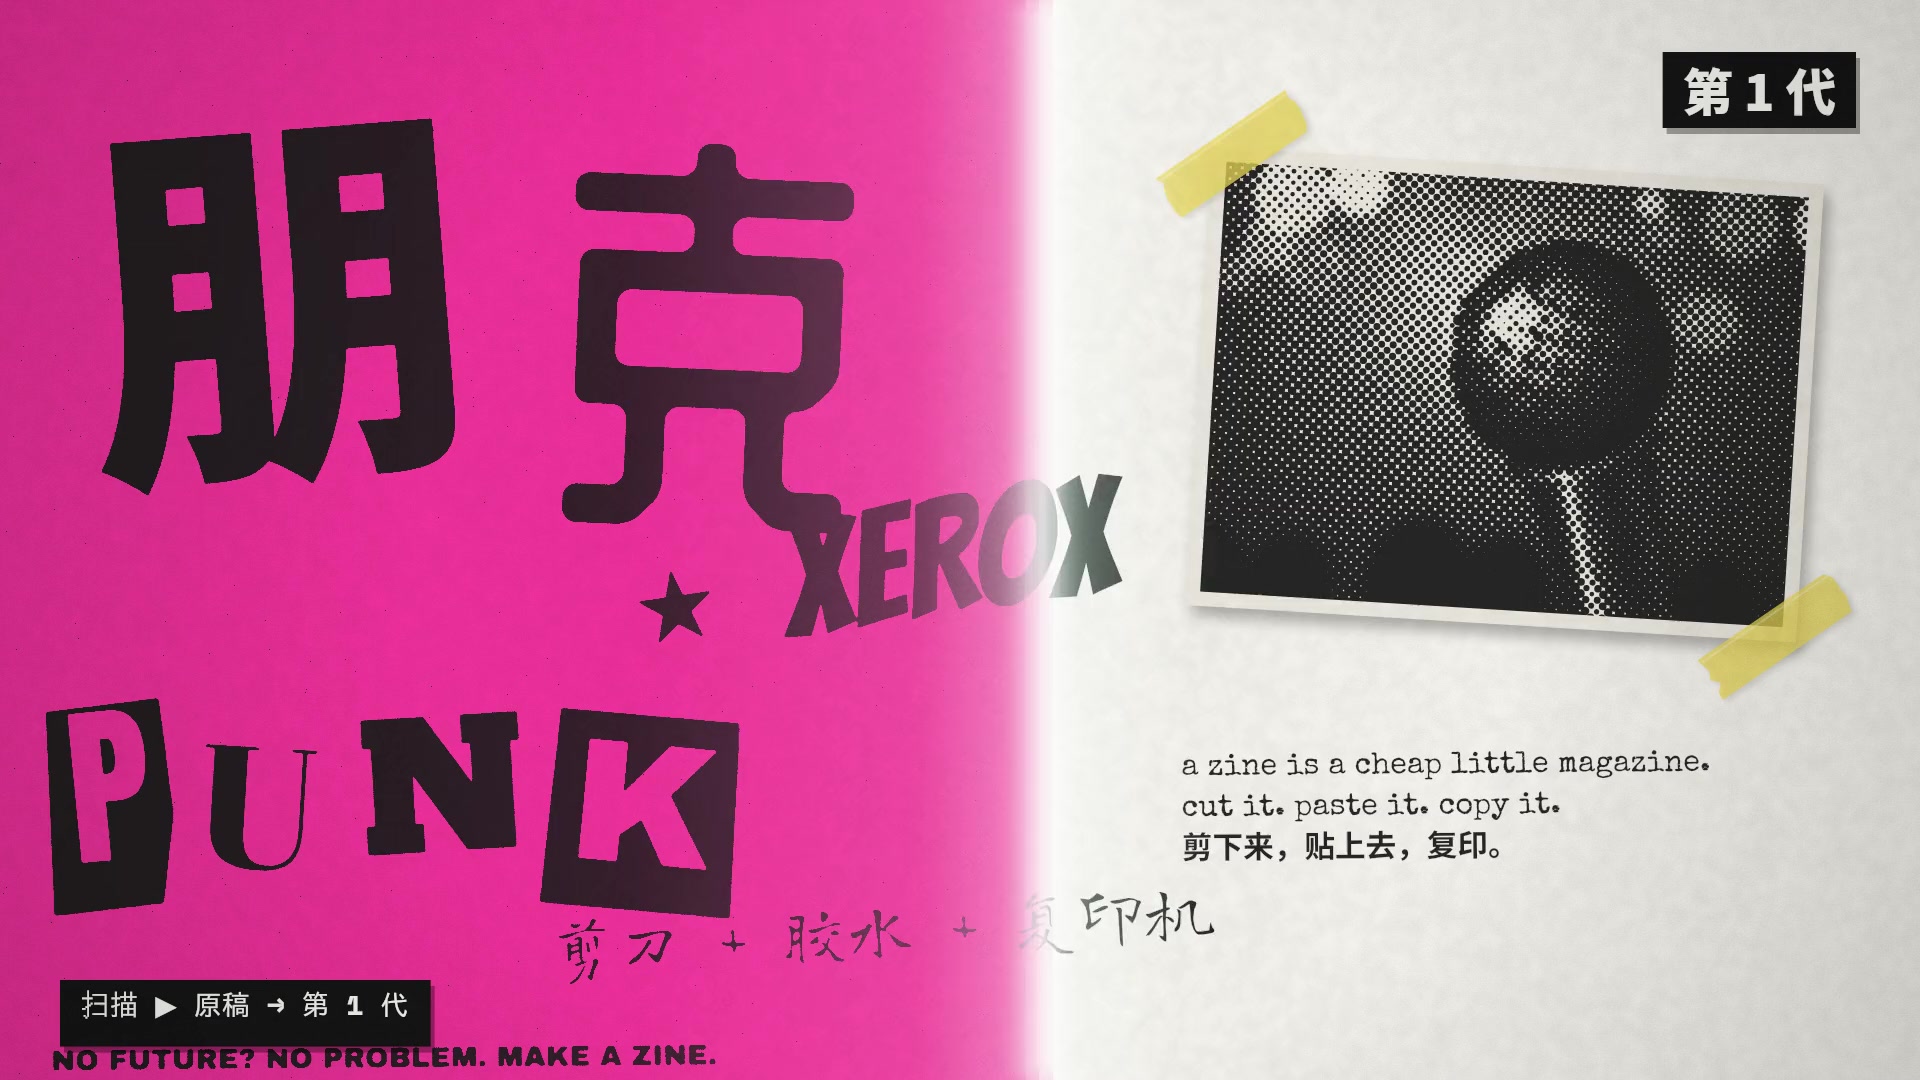 第1代
朋克
★ XEROX
PUNK
a zine is a cheap little magazine.
cut it. paste it. copy it.
剪下来，贴上去，复印。
剪刀 + 胶水 + 复印机
扫描 ▶ 原稿 → 第 1 代
NO FUTURE? NO PROBLEM. MAKE A ZINE.